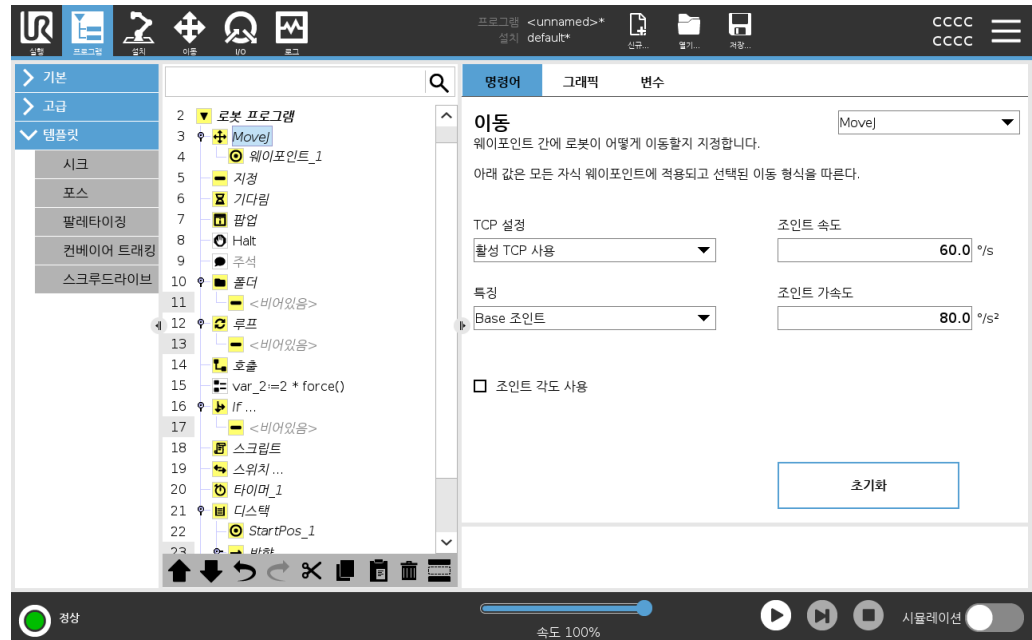 UR
실행
프로그램
설치
이동
I/O
로그
프로그램 <unnamed>*
설치 default*
신규...
열기...
저장...
cccc
cccc
기본
고급
템플릿
시크
포스
팔레타이징
컨베이어 트래킹
스크루드라이브
2 로봇 프로그램
3 MoveJ
4 웨이포인트_1
5 지정
6 기다림
7 팝업
8 Halt
9 주석
10 폴더
11 <비어있음>
12 루프
13 <비어있음>
14 호출
15 var_2:=2 * force()
16 If ...
17 <비어있음>
18 스크립트
19 스위치 ...
20 타이머_1
21 디스택
22 StartPos_1
23 방향
명령어
그래픽
변수
이동
MoveJ
웨이포인트 간에 로봇이 어떻게 이동할지 지정합니다.
아래 값은 모든 자식 웨이포인트에 적용되고 선택된 이동 형식을 따른다.
TCP 설정
조인트 속도
활성 TCP 사용
60.0 °/s
특징
조인트 가속도
Base 조인트
80.0 °/s²
조인트 각도 사용
초기화
정상
속도 100%
시뮬레이션